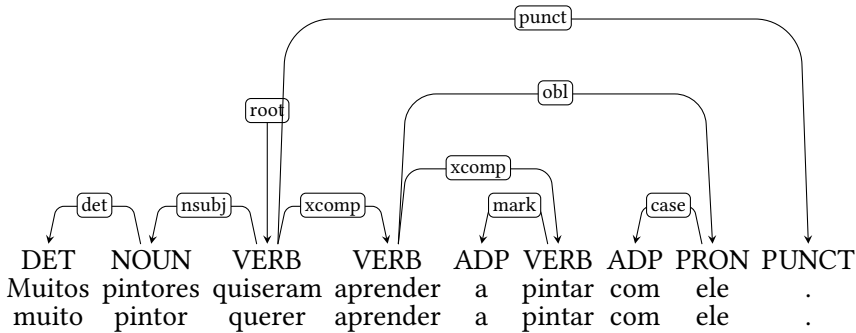 punct
obl
root
xcomp
det nsubj xcomp mark case
DET NOUN VERB VERB ADP VERB ADP PRON PUNCT
Muitos pintores quiseram aprender a pintar com ele .
muito pintor querer aprender a pintar com ele .